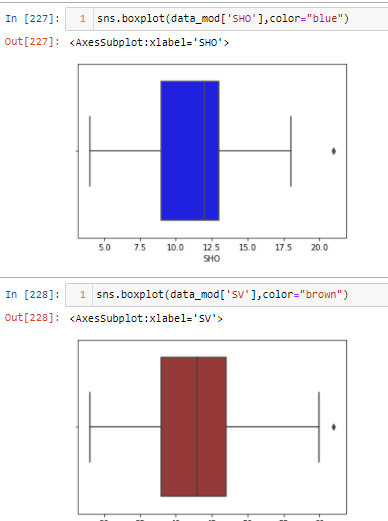 In [227]: 1 sns.boxplot(data_mod['SHO'],color="blue")
Out[227]: <AxesSubplot:xlabel='SHO'>
5.0 7.5 10.0 12.5 15.0 17.5 20.0
SHO
In [228]: 1 sns.boxplot(data_mod['SV'],color="brown")
Out[228]: <AxesSubplot:xlabel='SV'>